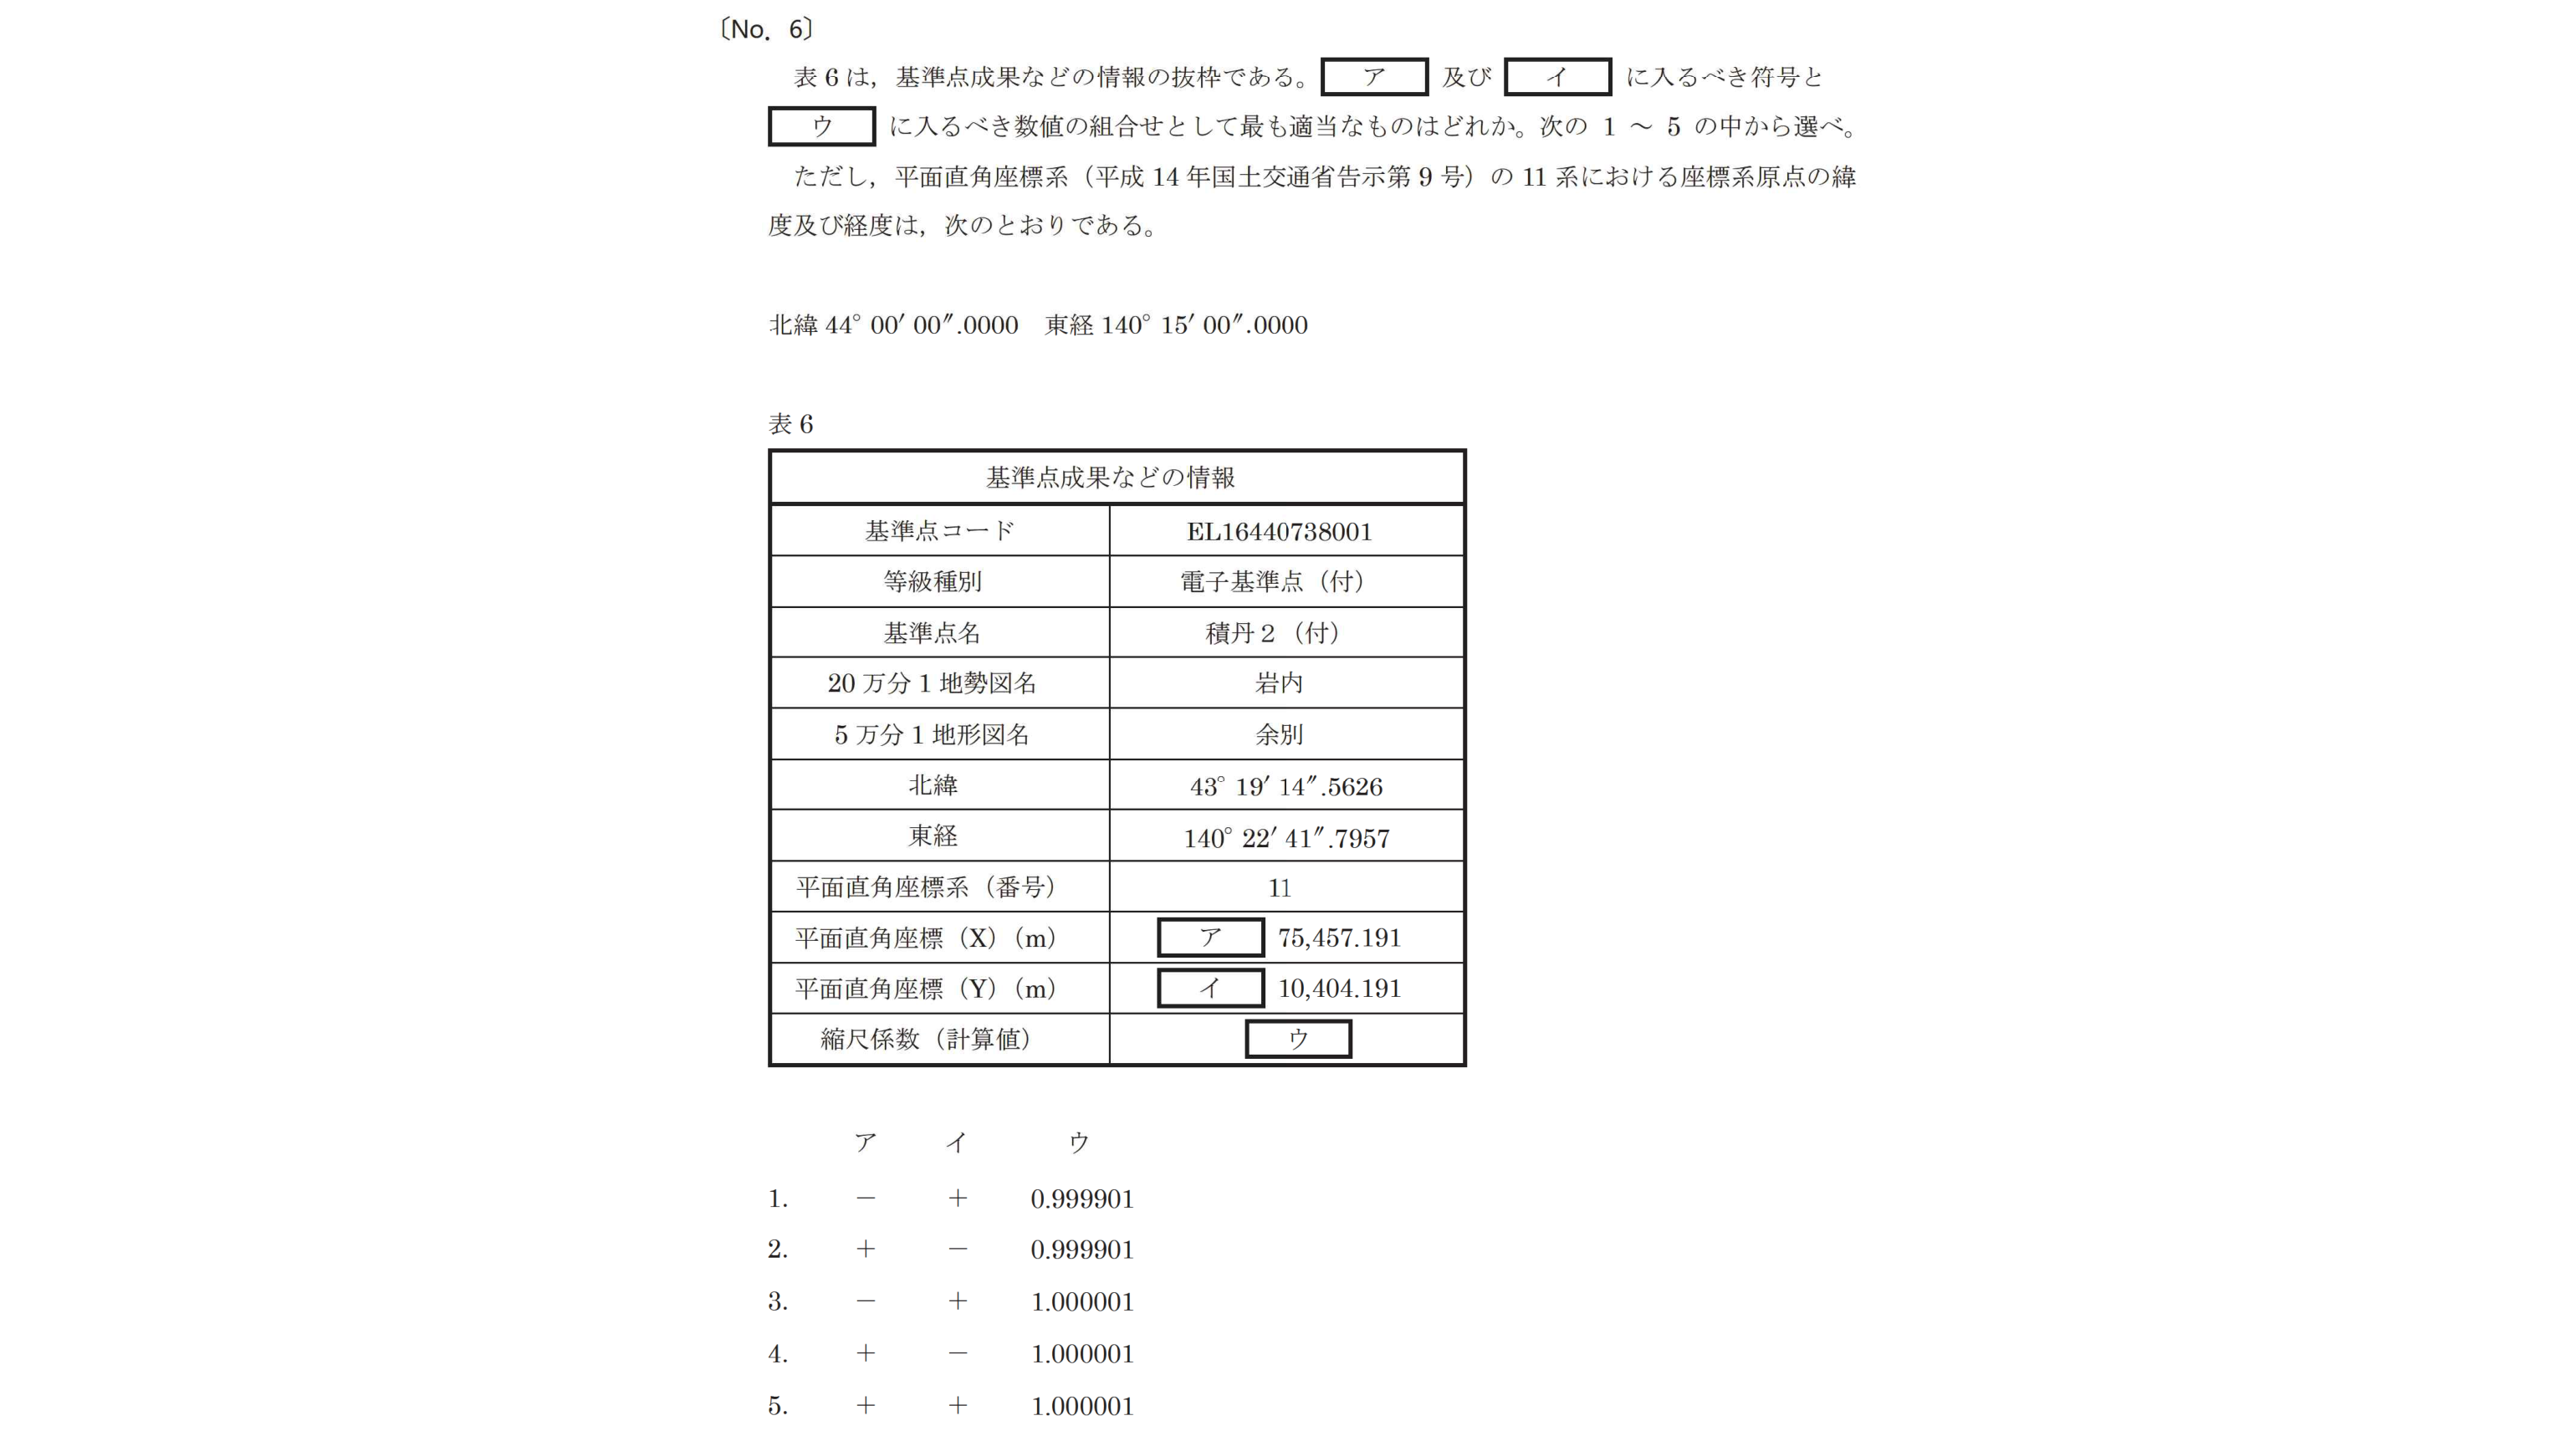 〔No. 6〕
表 6 は，基準点成果などの情報の抜枠である。 ア 及び イ に入るべき符号と
ウ に入るべき数値の組合せとして最も適当なものはどれか。次の 1 ～ 5 の中から選べ。
ただし，平面直角座標系（平成 14 年国土交通省告示第 9 号）の 11 系における座標系原点の緯
度及び経度は，次のとおりである。
北緯 44° 00′ 00″.0000　東経 140° 15′ 00″.0000
表 6
基準点成果などの情報
基準点コード EL16440738001
等級種別 電子基準点（付）
基準点名 積丹２（付）
20 万分 1 地勢図名 岩内
5 万分 1 地形図名 余別
北緯 43° 19′ 14″.5626
東経 140° 22′ 41″.7957
平面直角座標系（番号） 11
平面直角座標（X）（m） ア 75,457.191
平面直角座標（Y）（m） イ 10,404.191
縮尺係数（計算値） ウ
ア イ ウ
1. － ＋ 0.999901
2. ＋ － 0.999901
3. － ＋ 1.000001
4. ＋ － 1.000001
5. ＋ ＋ 1.000001